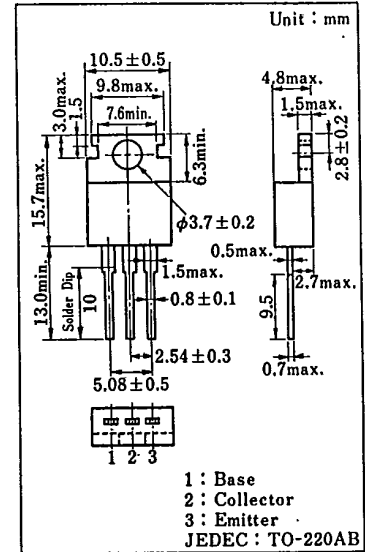 Unit : mm
10.5±0.5
9.8max.
7.6min.
3.0max.
1.5
6.3min.
15.7max.
φ3.7±0.2
13.0min.
Solder Dip
10
1.5max.
0.8±0.1
2.54±0.3
5.08±0.5
4.8max.
1.5max.
2.8±0.2
0.5max.
2.7max.
9.5
0.7max.
1 2 3
1 : Base
2 : Collector
3 : Emitter
JEDEC : TO-220AB